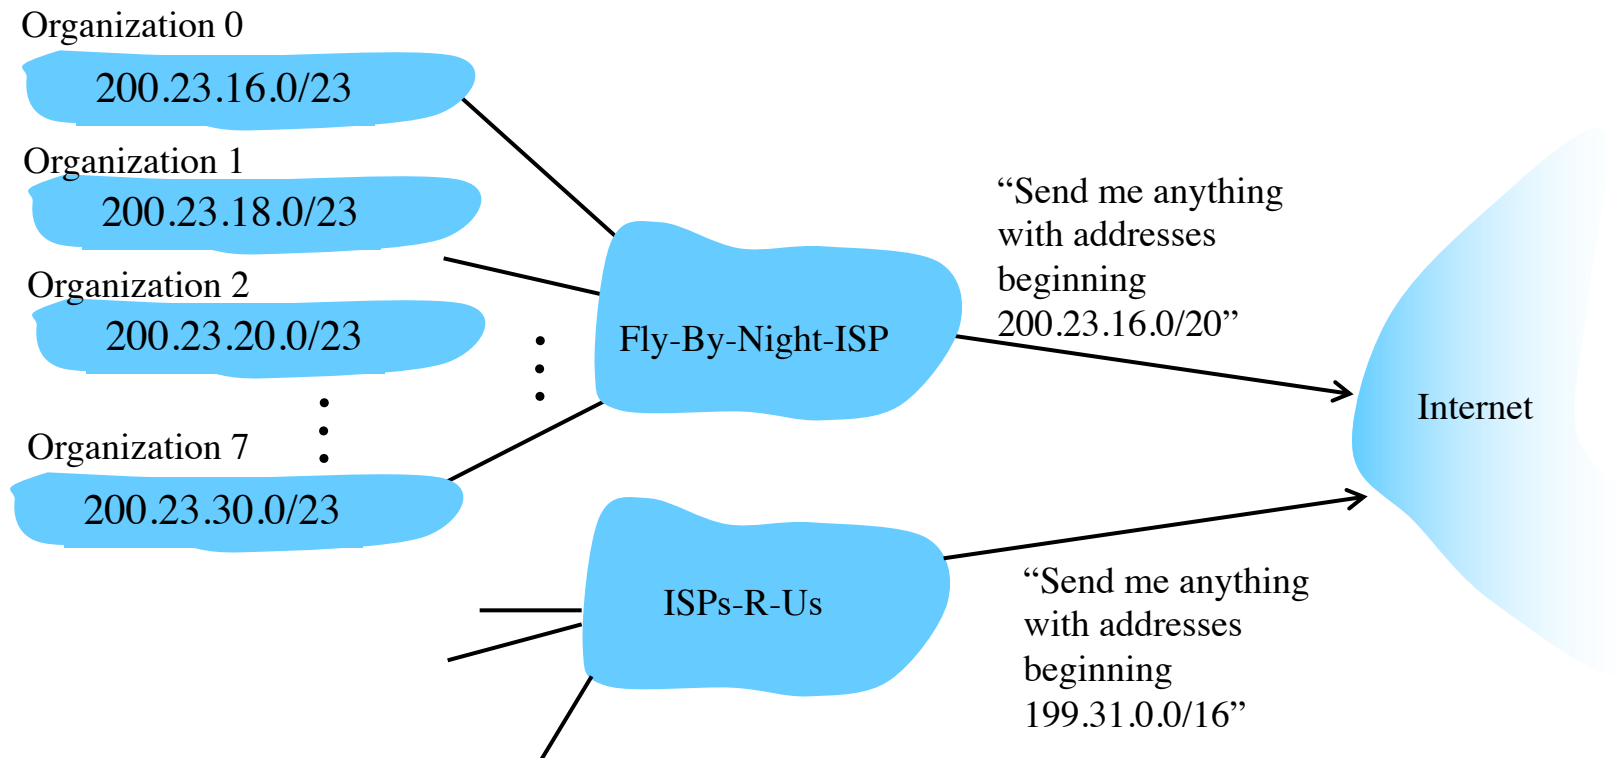 Organization 0
200.23.16.0/23
Organization 1
200.23.18.0/23
Organization 2
200.23.20.0/23
Organization 7
200.23.30.0/23
Fly-By-Night-ISP
“Send me anything
with addresses
beginning
200.23.16.0/20”
Internet
ISPs-R-Us
“Send me anything
with addresses
beginning
199.31.0.0/16”